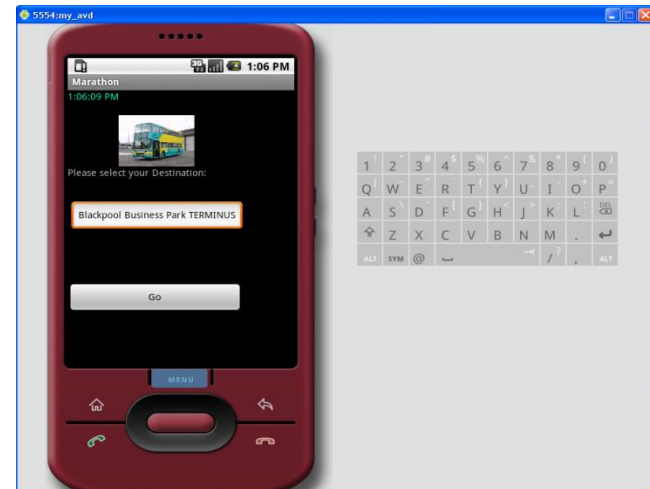 5554:my_avd
3G 1:06 PM
Marathon
1:06:09 PM
Please select your Destination:
Blackpool Business Park TERMINUS
Go
MENU
1 ! 2 3 # 4 $ 5 % 6 ^ 7 & 8 * 9 ( 0 )
Q W E R T { Y } U I O P
A S D F [ G ] H < J > K L DEL
Z X C V B N M .
ALT SYM @ / ? , ALT